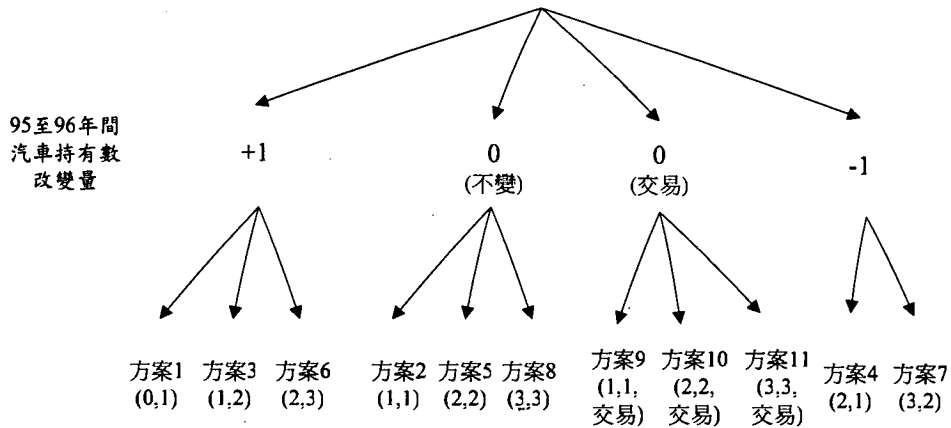 95至96年間
汽車持有數
改變量
+1
0
(不變)
0
(交易)
-1
方案1
(0,1)
方案3
(1,2)
方案6
(2,3)
方案2
(1,1)
方案5
(2,2)
方案8
(3,3)
方案9
(1,1,
交易)
方案10
(2,2,
交易)
方案11
(3,3,
交易)
方案4
(2,1)
方案7
(3,2)